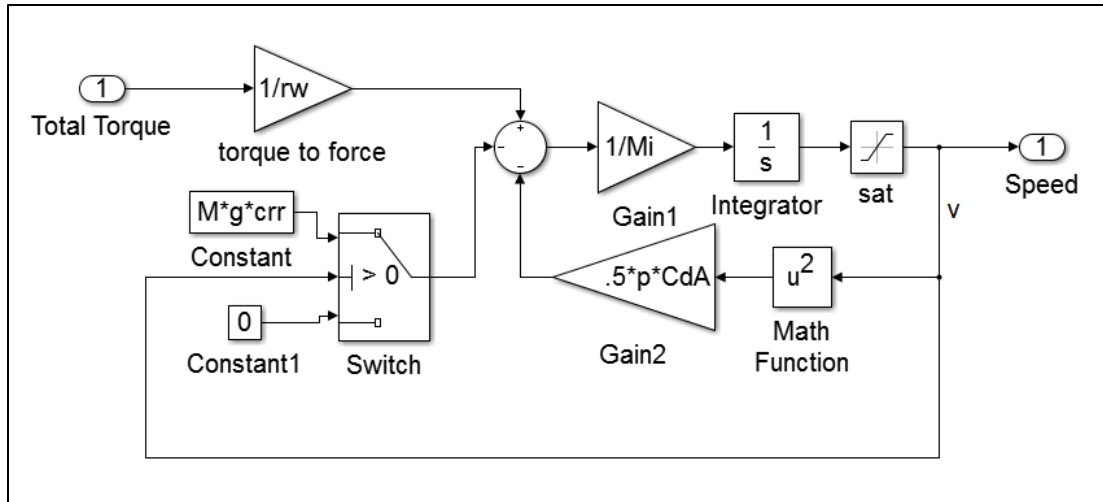 1
Total Torque
1/rw
torque to force
+
−
−
1/Mi
Gain1
1
s
Integrator
sat
1
Speed
v
M*g*crr
Constant
> 0
0
Constant1
Switch
.5*p*CdA
Gain2
u²
Math
Function